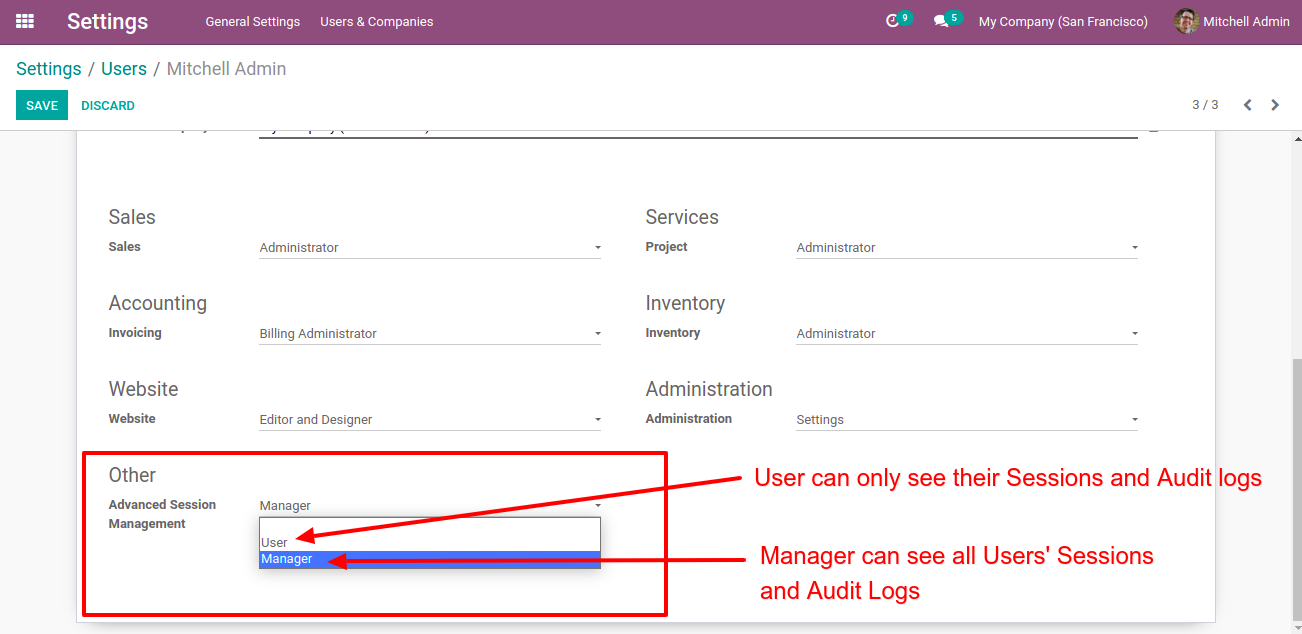 Settings General Settings Users & Companies 9 5 My Company (San Francisco) Mitchell Admin
Settings / Users / Mitchell Admin
SAVE DISCARD 3 / 3
Sales Services
Sales Administrator Project Administrator
Accounting Inventory
Invoicing Billing Administrator Inventory Administrator
Website Administration
Website Editor and Designer Administration Settings
Other
User can only see their Sessions and Audit logs
Advanced Session Manager
Management
User
Manager
Manager can see all Users' Sessions
and Audit Logs